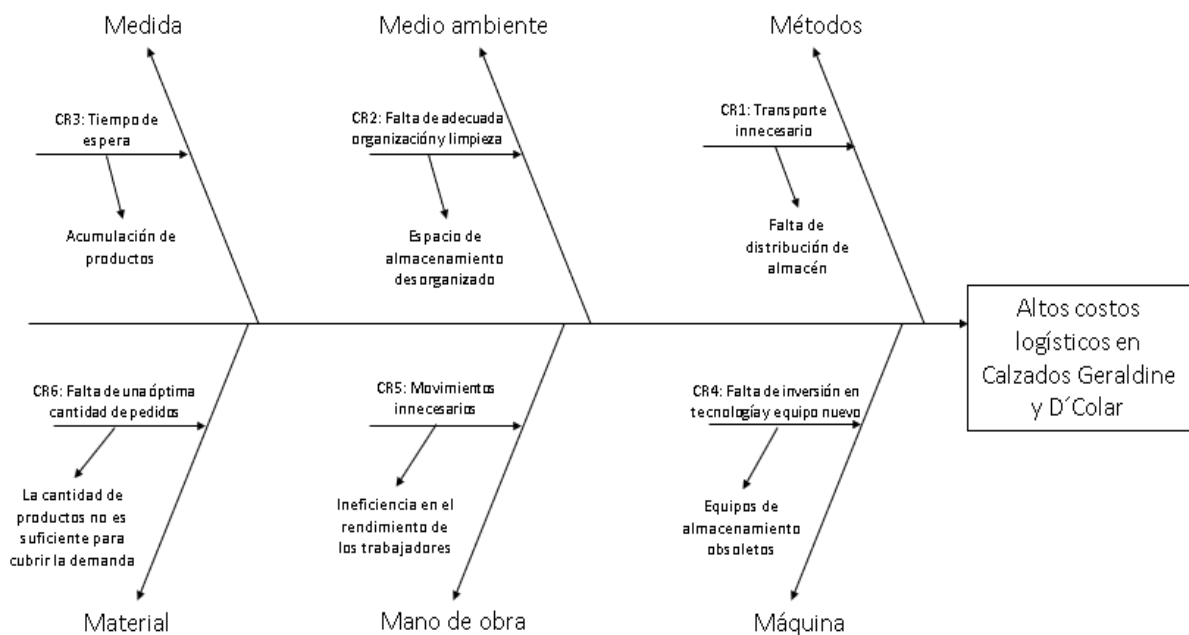 Medida
Medio ambiente
Métodos
CR3: Tiempo de
espera
CR2: Falta de adecuada
organización y limpieza
CR1: Transporte
innecesario
Acumulación de
productos
Espacio de
almacenamiento
desorganizado
Falta de
distribución de
almacén
Altos costos
logísticos en
Calzados Geraldine
y D´Colar
CR6: Falta de una óptima
cantidad de pedidos
CR5: Movimientos
innecesarios
CR4: Falta de inversión en
tecnología y equipo nuevo
La cantidad de
productos no es
suficiente para
cubrir la demanda
Ineficiencia en el
rendimiento de
los trabajadores
Equipos de
almacenamiento
obsoletos
Material
Mano de obra
Máquina